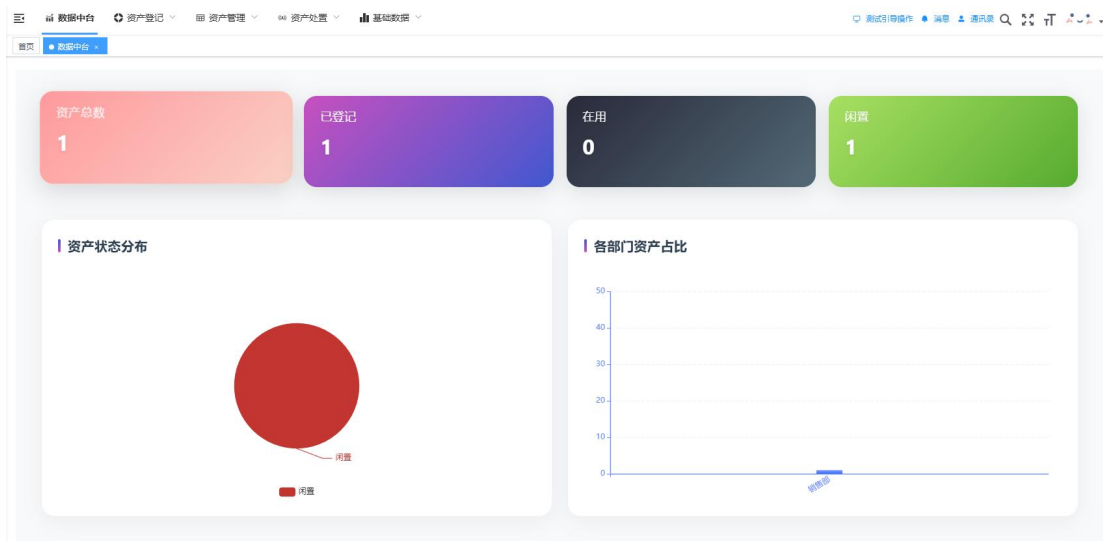 数据中台 资产登记 资产管理 资产处置 基础数据 测试引导操作 消息 通讯录
首页 数据中台 ×
资产总数 已登记 在用 闲置
1 1 0 1
资产状态分布 各部门资产占比
50
40
30
20
10
0
闲置
销售部
闲置